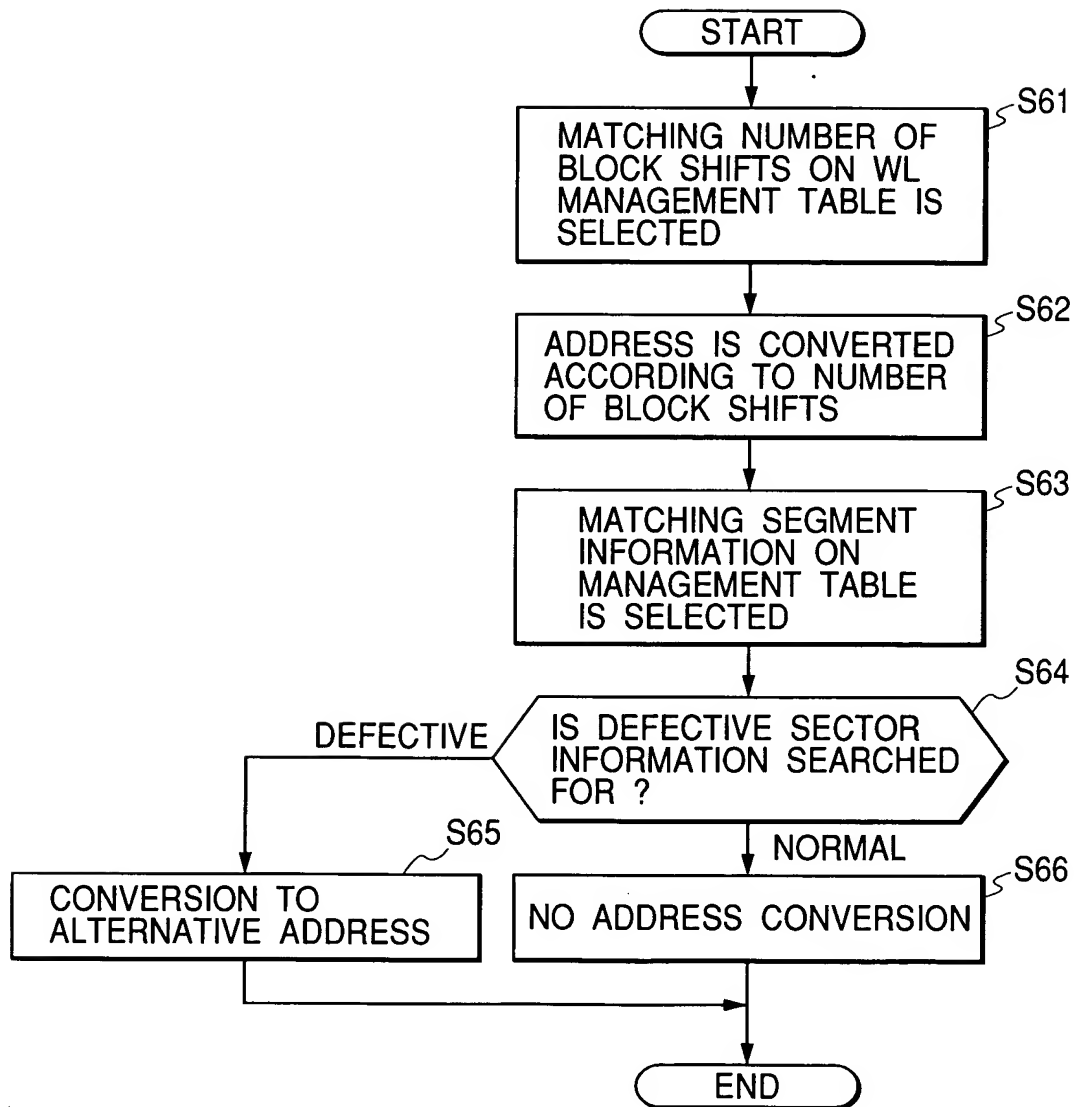 START
S61
MATCHING NUMBER OF
BLOCK SHIFTS ON WL
MANAGEMENT TABLE IS
SELECTED
S62
ADDRESS IS CONVERTED
ACCORDING TO NUMBER
OF BLOCK SHIFTS
S63
MATCHING SEGMENT
INFORMATION ON
MANAGEMENT TABLE
IS SELECTED
S64
DEFECTIVE
IS DEFECTIVE SECTOR
INFORMATION SEARCHED
FOR ?
S65
NORMAL
S66
CONVERSION TO
ALTERNATIVE ADDRESS
NO ADDRESS CONVERSION
END